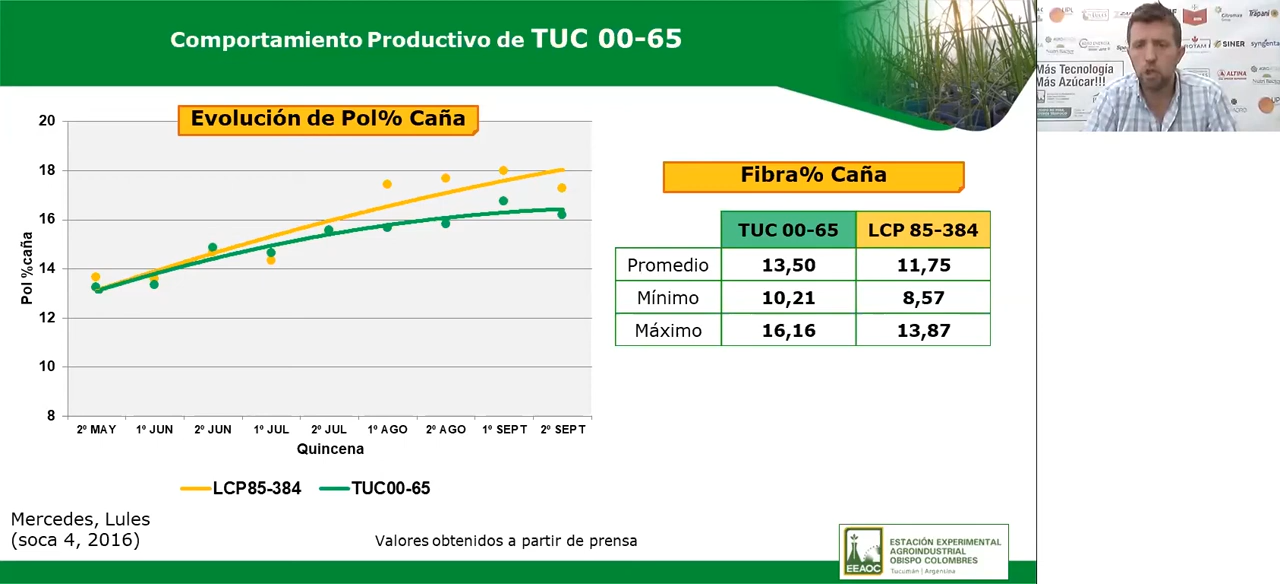 Comportamiento Productivo de TUC 00-65
Evolución de Pol% Caña
20
18
16
14
12
10
8
Pol %caña
2º MAY 1º JUN 2º JUN 1º JUL 2º JUL 1º AGO 2º AGO 1º SEPT 2º SEPT
Quincena
LCP85-384 TUC00-65
Mercedes, Lules
(soca 4, 2016)
Valores obtenidos a partir de prensa
Fibra% Caña
TUC 00-65 LCP 85-384
Promedio 13,50 11,75
Mínimo 10,21 8,57
Máximo 16,16 13,87
EEAOC
ESTACIÓN EXPERIMENTAL
AGROINDUSTRIAL
OBISPO COLOMBRES
Tucumán | Argentina
Trapani
SINER
syngenta
Más Tecnología
Más Azúcar!!!
ALTINA